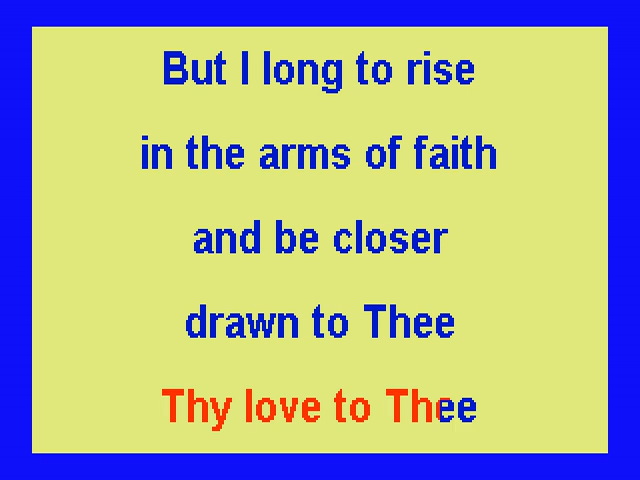 But I long to rise
in the arms of faith
and be closer
drawn to Thee
Thy love to Thee